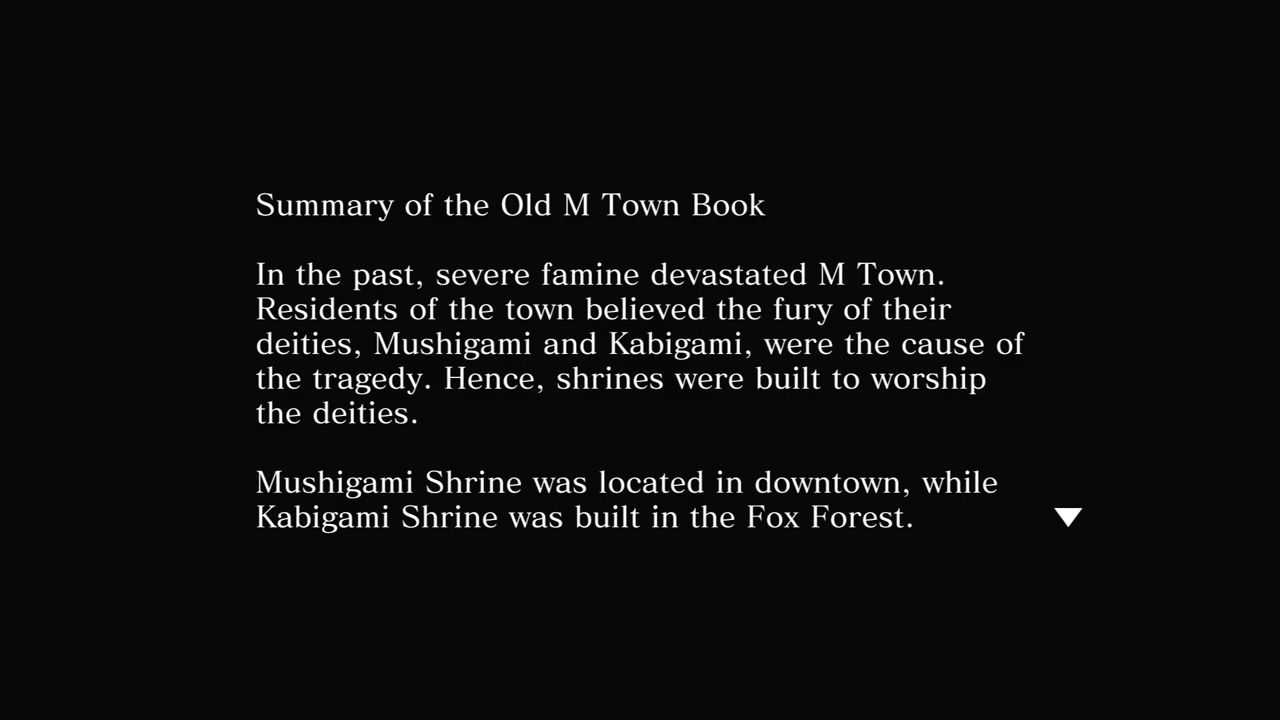 Summary of the Old M Town Book
In the past, severe famine devastated M Town.
Residents of the town believed the fury of their
deities, Mushigami and Kabigami, were the cause of
the tragedy. Hence, shrines were built to worship
the deities.
Mushigami Shrine was located in downtown, while
Kabigami Shrine was built in the Fox Forest.